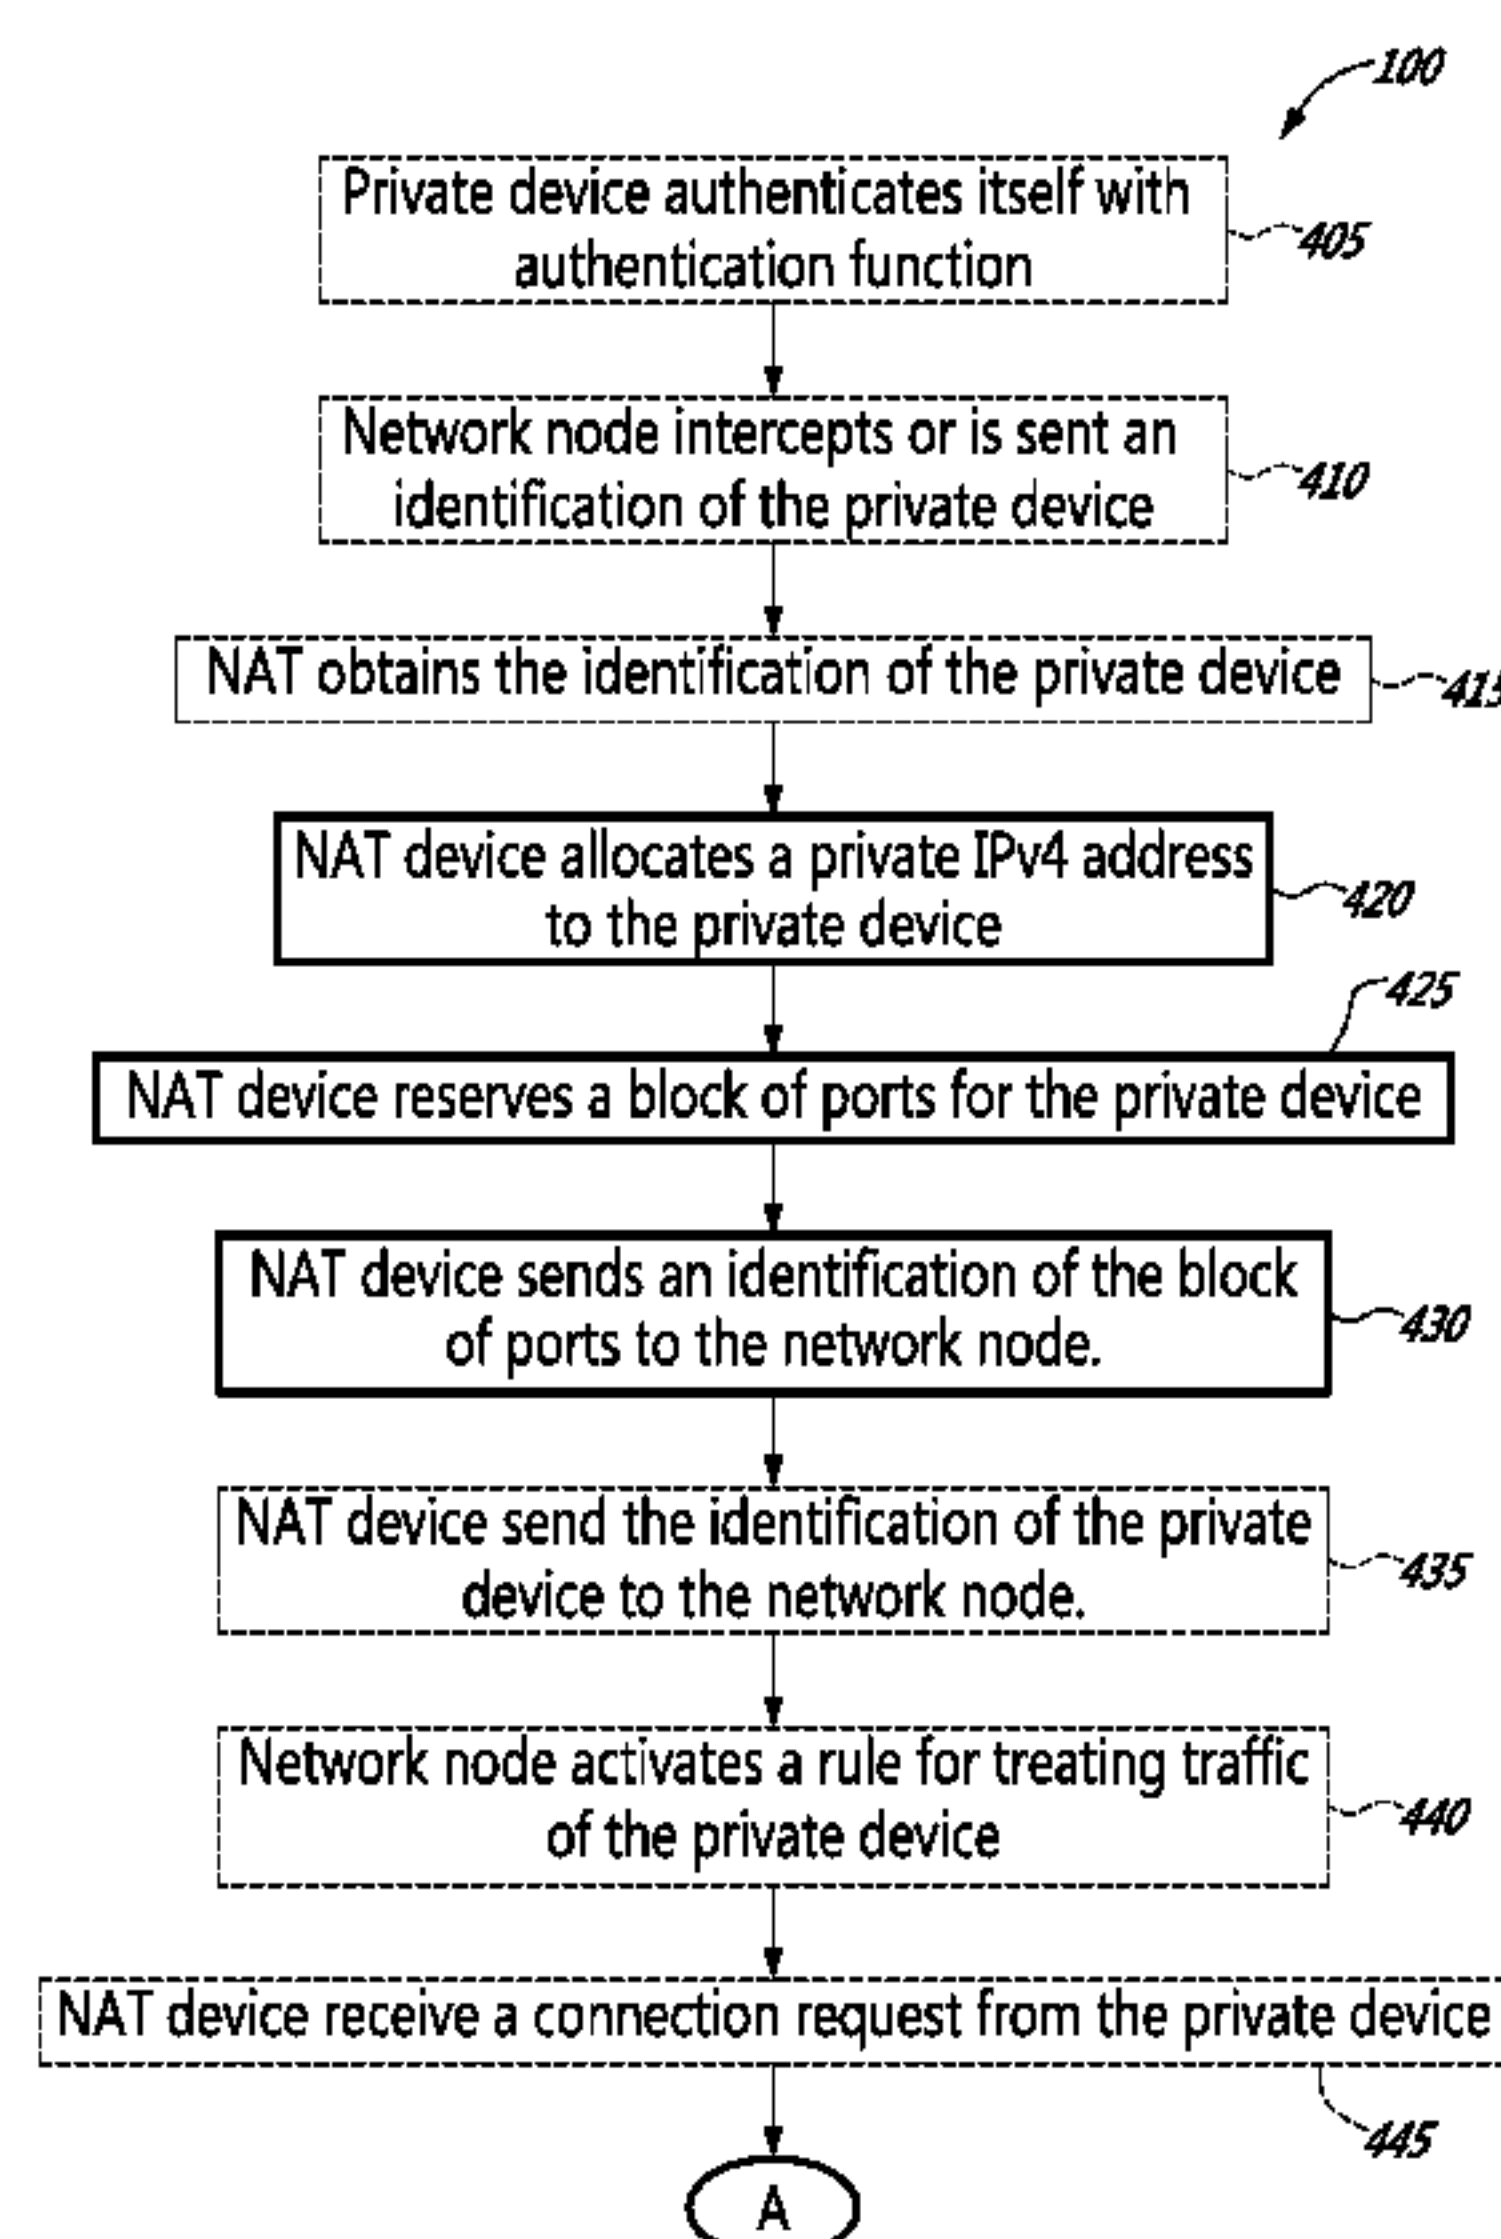 100
Private device authenticates itself with
authentication function
405
Network node intercepts or is sent an
identification of the private device
410
NAT obtains the identification of the private device
415
NAT device allocates a private IPv4 address
to the private device
420
425
NAT device reserves a block of ports for the private device
NAT device sends an identification of the block
of ports to the network node.
430
NAT device send the identification of the private
device to the network node.
435
Network node activates a rule for treating traffic
of the private device
440
NAT device receive a connection request from the private device
445
A